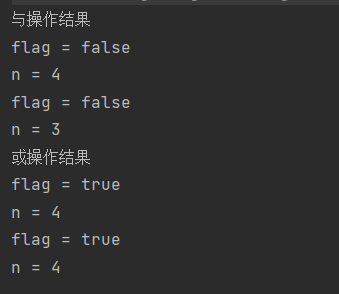 与操作结果
flag = false
n = 4
flag = false
n = 3
或操作结果
flag = true
n = 4
flag = true
n = 4